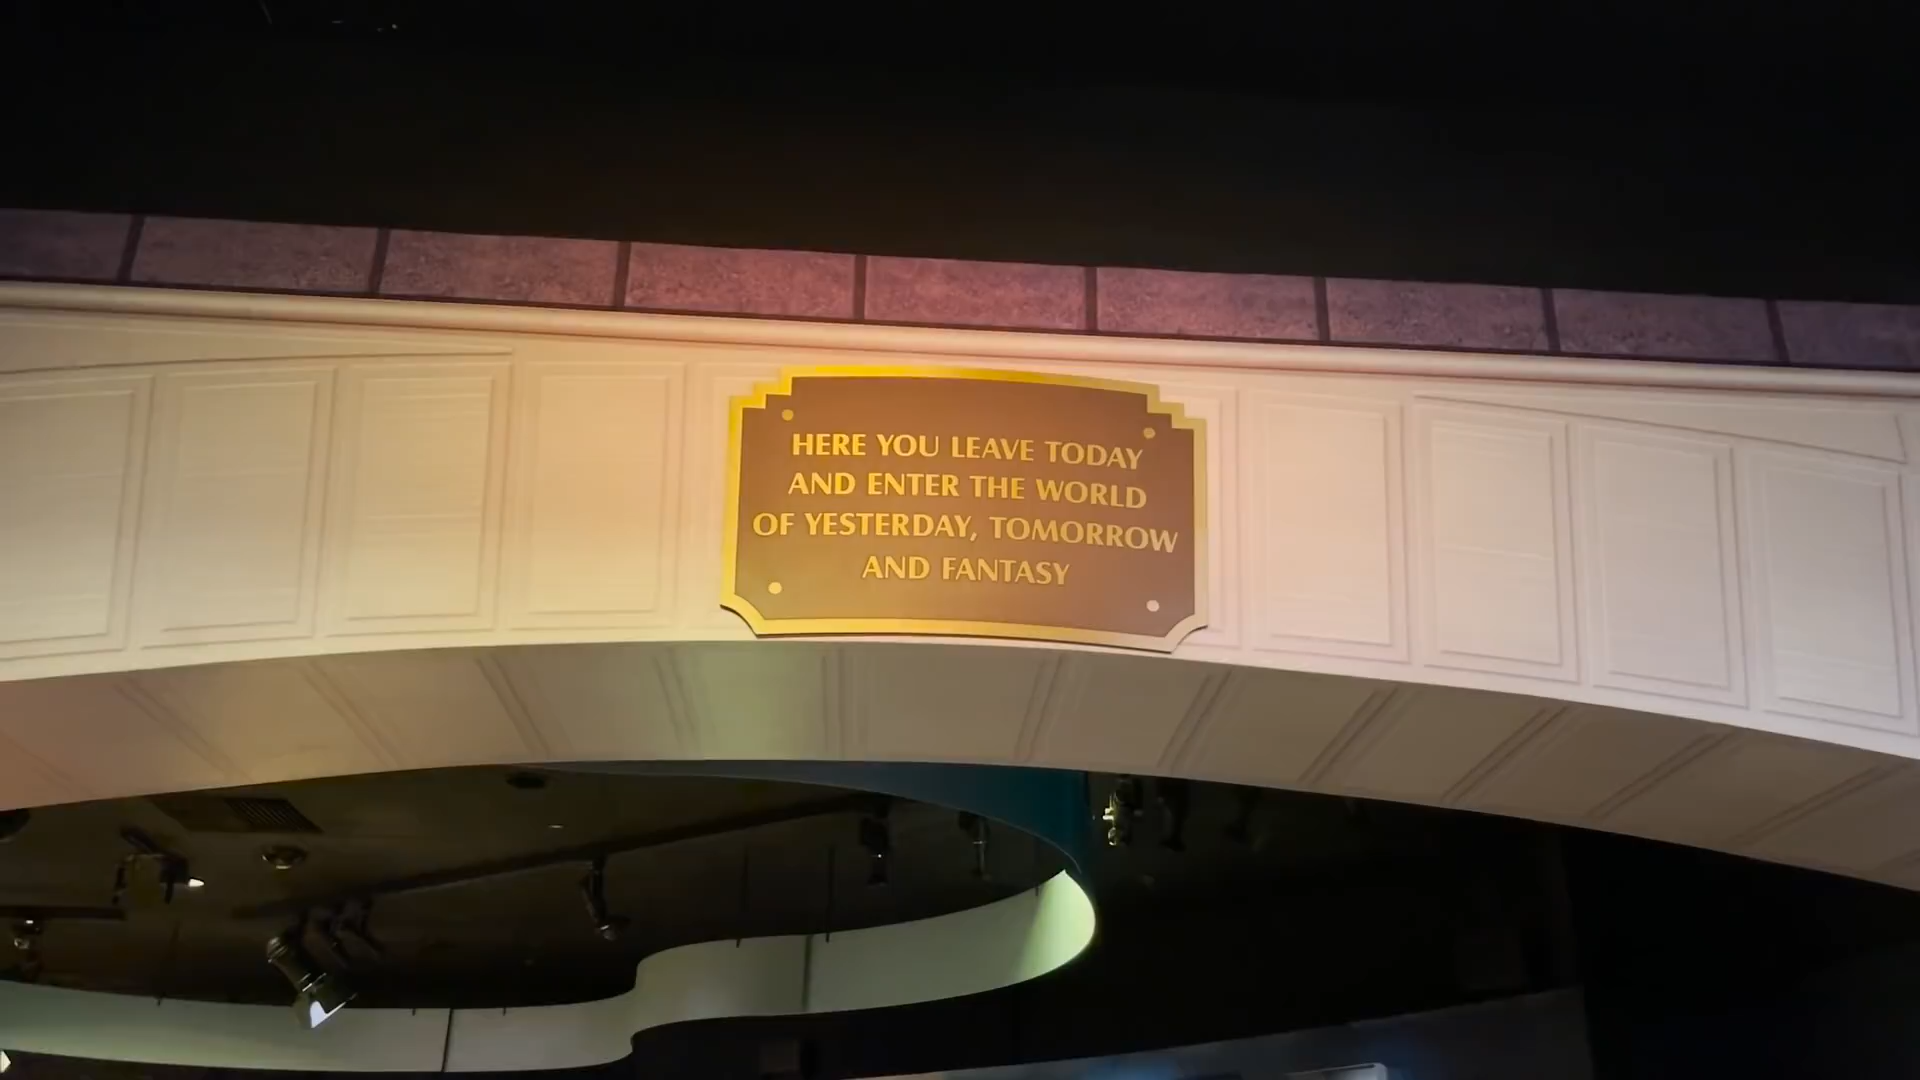 HERE YOU LEAVE TODAY
AND ENTER THE WORLD
OF YESTERDAY, TOMORROW
AND FANTASY